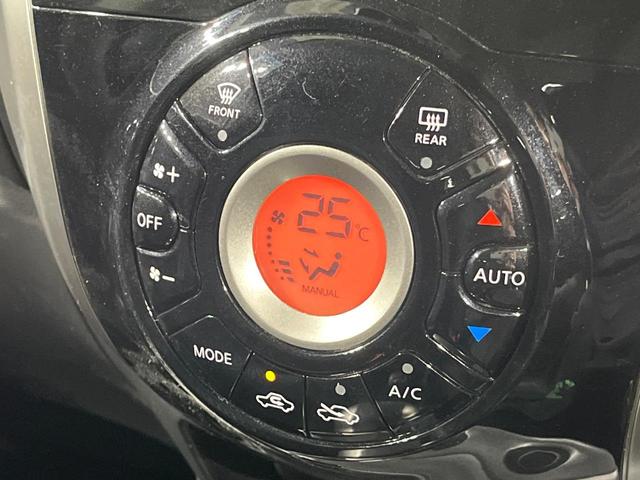 FRONT
REAR
+
OFF
-
25°C
MANUAL
AUTO
MODE
A/C